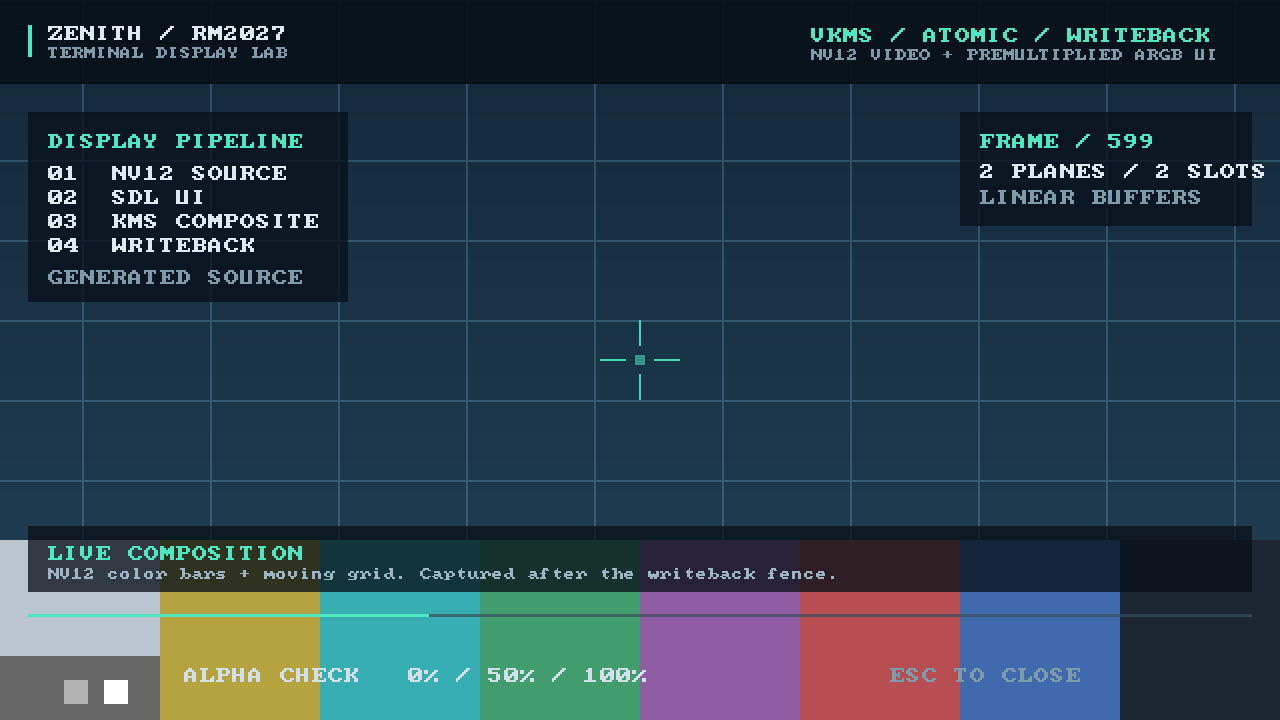 ZENITH / RM2027
TERMINAL DISPLAY LAB
VKMS / ATOMIC / WRITEBACK
NV12 VIDEO + PREMULTIPLIED ARGB UI
DISPLAY PIPELINE
01 NV12 SOURCE
02 SDL UI
03 KMS COMPOSITE
04 WRITEBACK
GENERATED SOURCE
FRAME / 599
2 PLANES / 2 SLOTS
LINEAR BUFFERS
LIVE COMPOSITION
NV12 color bars + moving grid. Captured after the writeback fence.
ALPHA CHECK 0% / 50% / 100%
ESC TO CLOSE